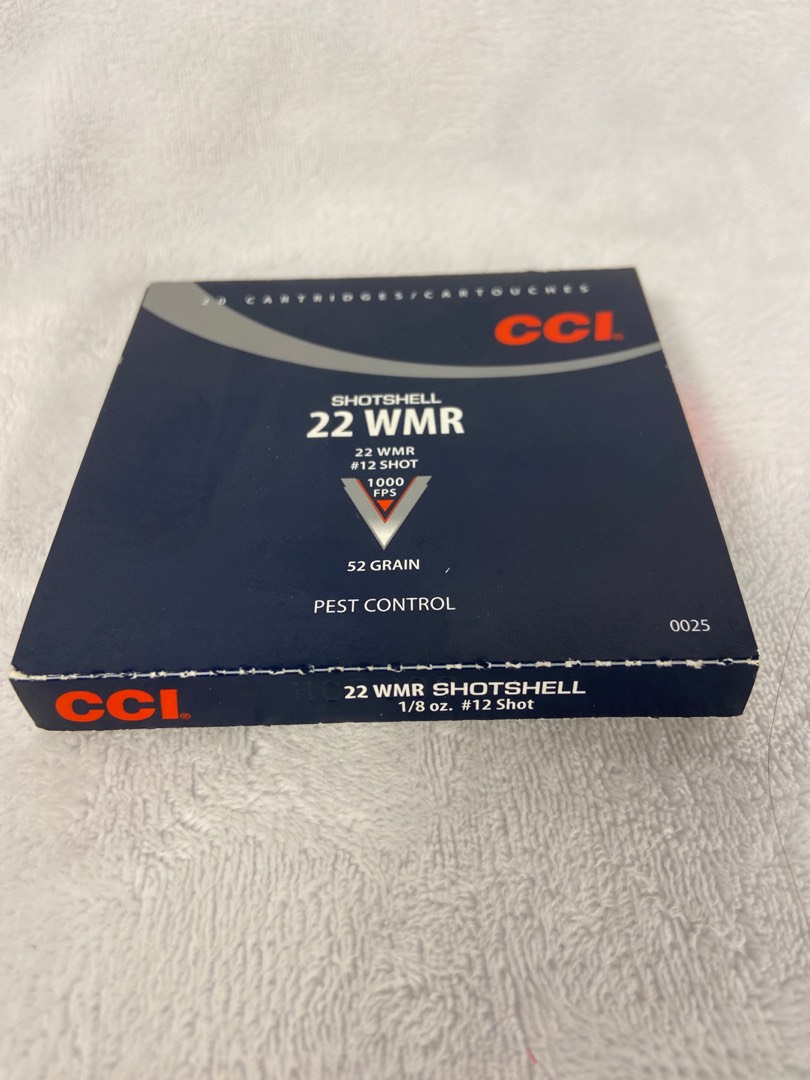 20 CARTRIDGES/CARTOUCHES
CCI®
SHOTSHELL
22 WMR
22 WMR
#12 SHOT
1000
FPS
52 GRAIN
PEST CONTROL
0025
CCI®
22 WMR SHOTSHELL
1/8 oz. #12 Shot